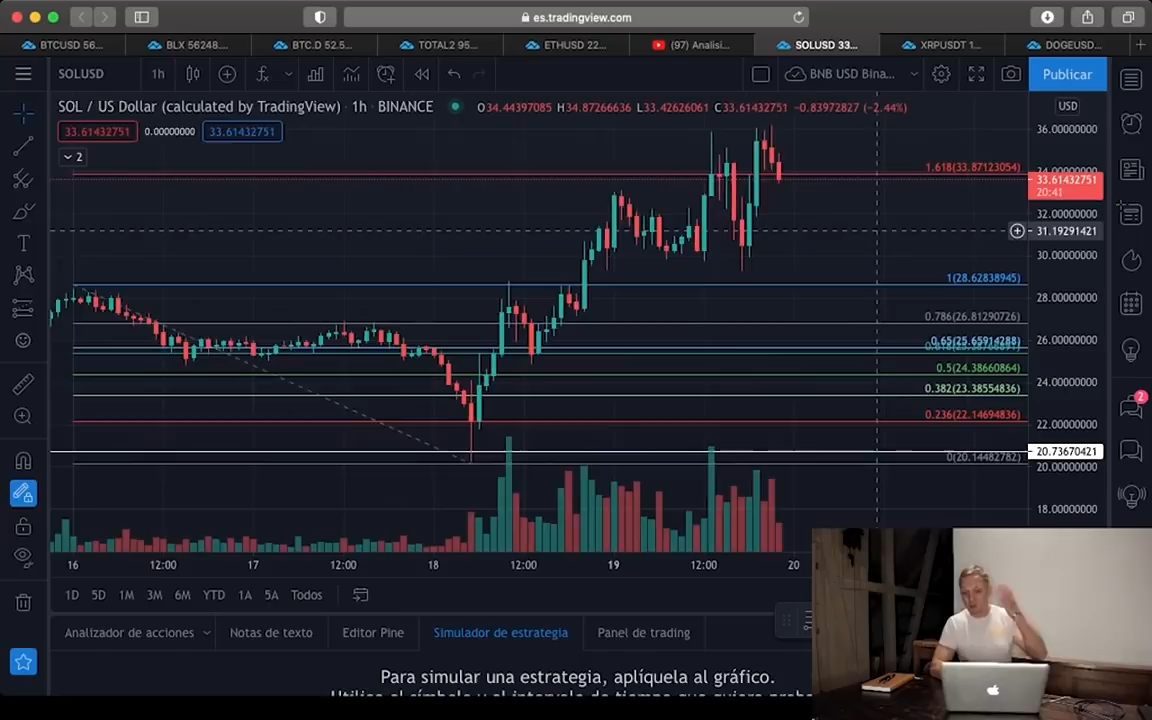 es.tradingview.com
BTCUSD 56...
BLX 56248....
BTC.D 52.5...
TOTAL2 95...
ETHUSD 22...
(97) Analisi...
SOLUSD 33...
XRPUSDT 1...
DOGEUSD...
SOLUSD
1h
BNB USD Bina...
Publicar
SOL / US Dollar (calculated by TradingView) · 1h · BINANCE
O34.44397085 H34.87266636 L33.42626061 C33.61432751 -0.83972827 (-2.44%)
USD
33.61432751 0.00000000 33.61432751
2
36.00000000
1.618(33.87123054)
33.61432751
20:41
32.00000000
31.19291421
30.00000000
1(28.62838945)
28.00000000
0.786(26.81290726)
26.00000000
0.65(25.65914288)
0.5(24.38660864)
24.00000000
0.382(23.38554836)
0.236(22.14694836)
22.00000000
20.73670421
0(20.14482782)
20.00000000
18.00000000
16
12:00
17
12:00
18
12:00
19
12:00
20
1D 5D 1M 3M 6M YTD 1A 5A Todos
Analizador de acciones
Notas de texto
Editor Pine
Simulador de estrategia
Panel de trading
Para simular una estrategia, aplíquela al gráfico.
2